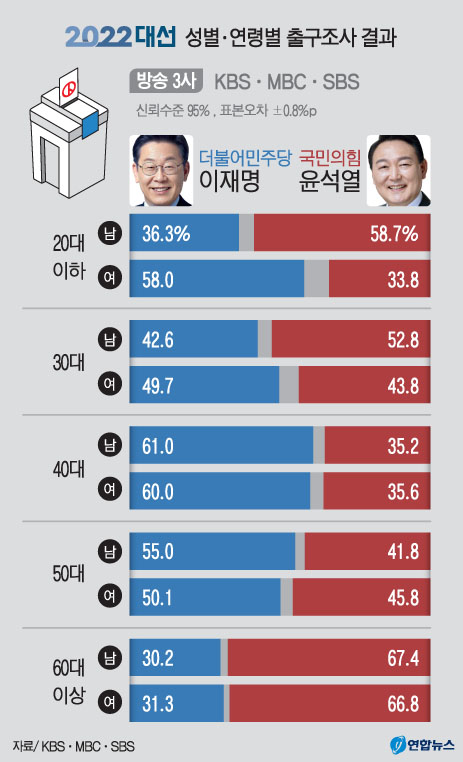 2022 대선 성별·연령별 출구조사 결과
방송 3사 KBS·MBC·SBS
신뢰수준 95%, 표본오차 ±0.8%p
더불어민주당 이재명
국민의힘 윤석열
20대 이하
남 36.3% 58.7%
여 58.0 33.8
30대
남 42.6 52.8
여 49.7 43.8
40대
남 61.0 35.2
여 60.0 35.6
50대
남 55.0 41.8
여 50.1 45.8
60대 이상
남 30.2 67.4
여 31.3 66.8
자료/ KBS·MBC·SBS
연합뉴스